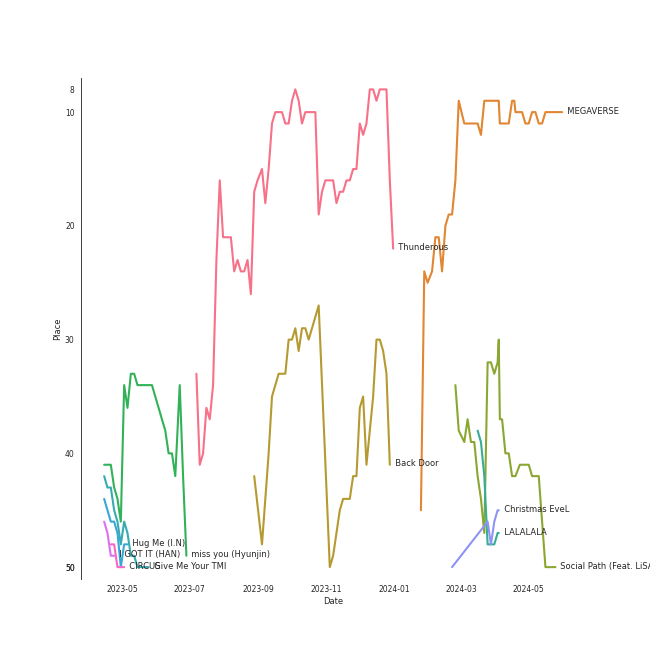 8
10
MEGAVERSE
20
Thunderous
30
40
Back Door
Christmas EveL
LALALALA
Hug Me (I.N)
I GOT IT (HAN)
miss you (Hyunjin)
50
CIRCUS
Give Me Your TMI
Social Path (Feat. LiSA
Place
2023-05
2023-07
2023-09
2023-11
2024-01
2024-03
2024-05
Date